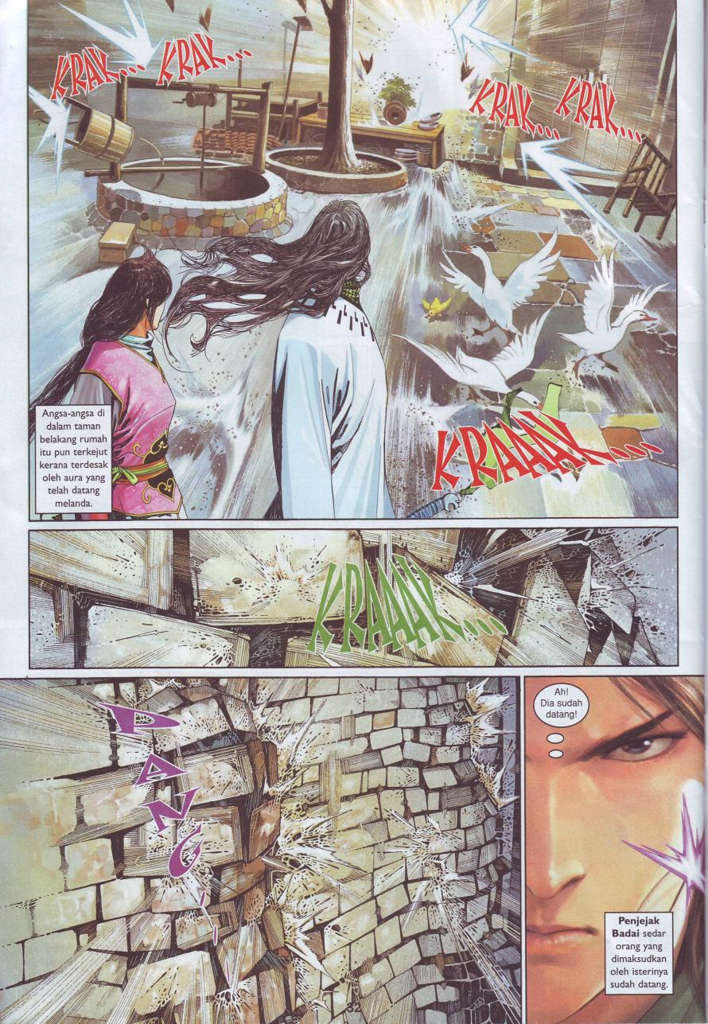 KRAK... KRAK...
KRAK... KRAK...
Angsa-angsa di
dalam taman
belakang rumah
itu pun terkejut
kerana terdesak
oleh aura yang
telah datang
melanda.
KRAAAK...
KRAAAK...
PANG...
Ah!
Dia sudah
datang!
Penjejak
Badai sedar
orang yang
dimaksudkan
oleh isterinya
sudah datang.